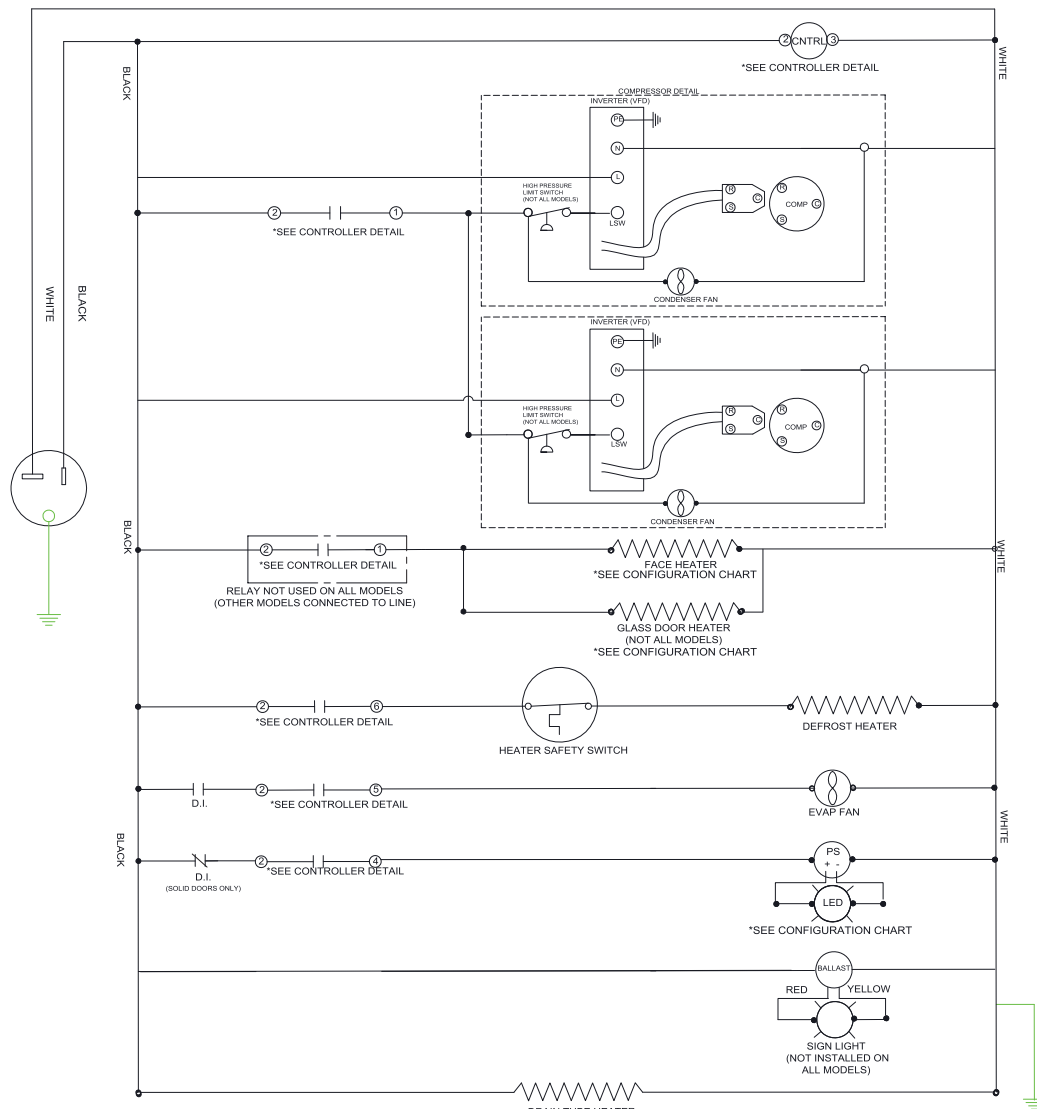 2 CNTRL 3
*SEE CONTROLLER DETAIL
BLACK
WHITE
COMPRESSOR DETAIL
INVERTER (VFD)
PE
N
L
HIGH PRESSURE
LIMIT SWITCH
(NOT ALL MODELS)
LSW
R
S
C
R
S
COMP C
2 1
*SEE CONTROLLER DETAIL
CONDENSER FAN
WHITE
BLACK
INVERTER (VFD)
PE
N
L
HIGH PRESSURE
LIMIT SWITCH
(NOT ALL MODELS)
LSW
R
S
C
R
S
COMP C
CONDENSER FAN
BLACK
WHITE
2 1
*SEE CONTROLLER DETAIL
RELAY NOT USED ON ALL MODELS
(OTHER MODELS CONNECTED TO LINE)
FACE HEATER
*SEE CONFIGURATION CHART
GLASS DOOR HEATER
(NOT ALL MODELS)
*SEE CONFIGURATION CHART
2 6
*SEE CONTROLLER DETAIL
HEATER SAFETY SWITCH
DEFROST HEATER
D.I.
2 5
*SEE CONTROLLER DETAIL
EVAP FAN
BLACK
WHITE
D.I.
(SOLID DOORS ONLY)
2 4
*SEE CONTROLLER DETAIL
PS
+ -
LED
*SEE CONFIGURATION CHART
BALLAST
RED YELLOW
SIGN LIGHT
(NOT INSTALLED ON
ALL MODELS)